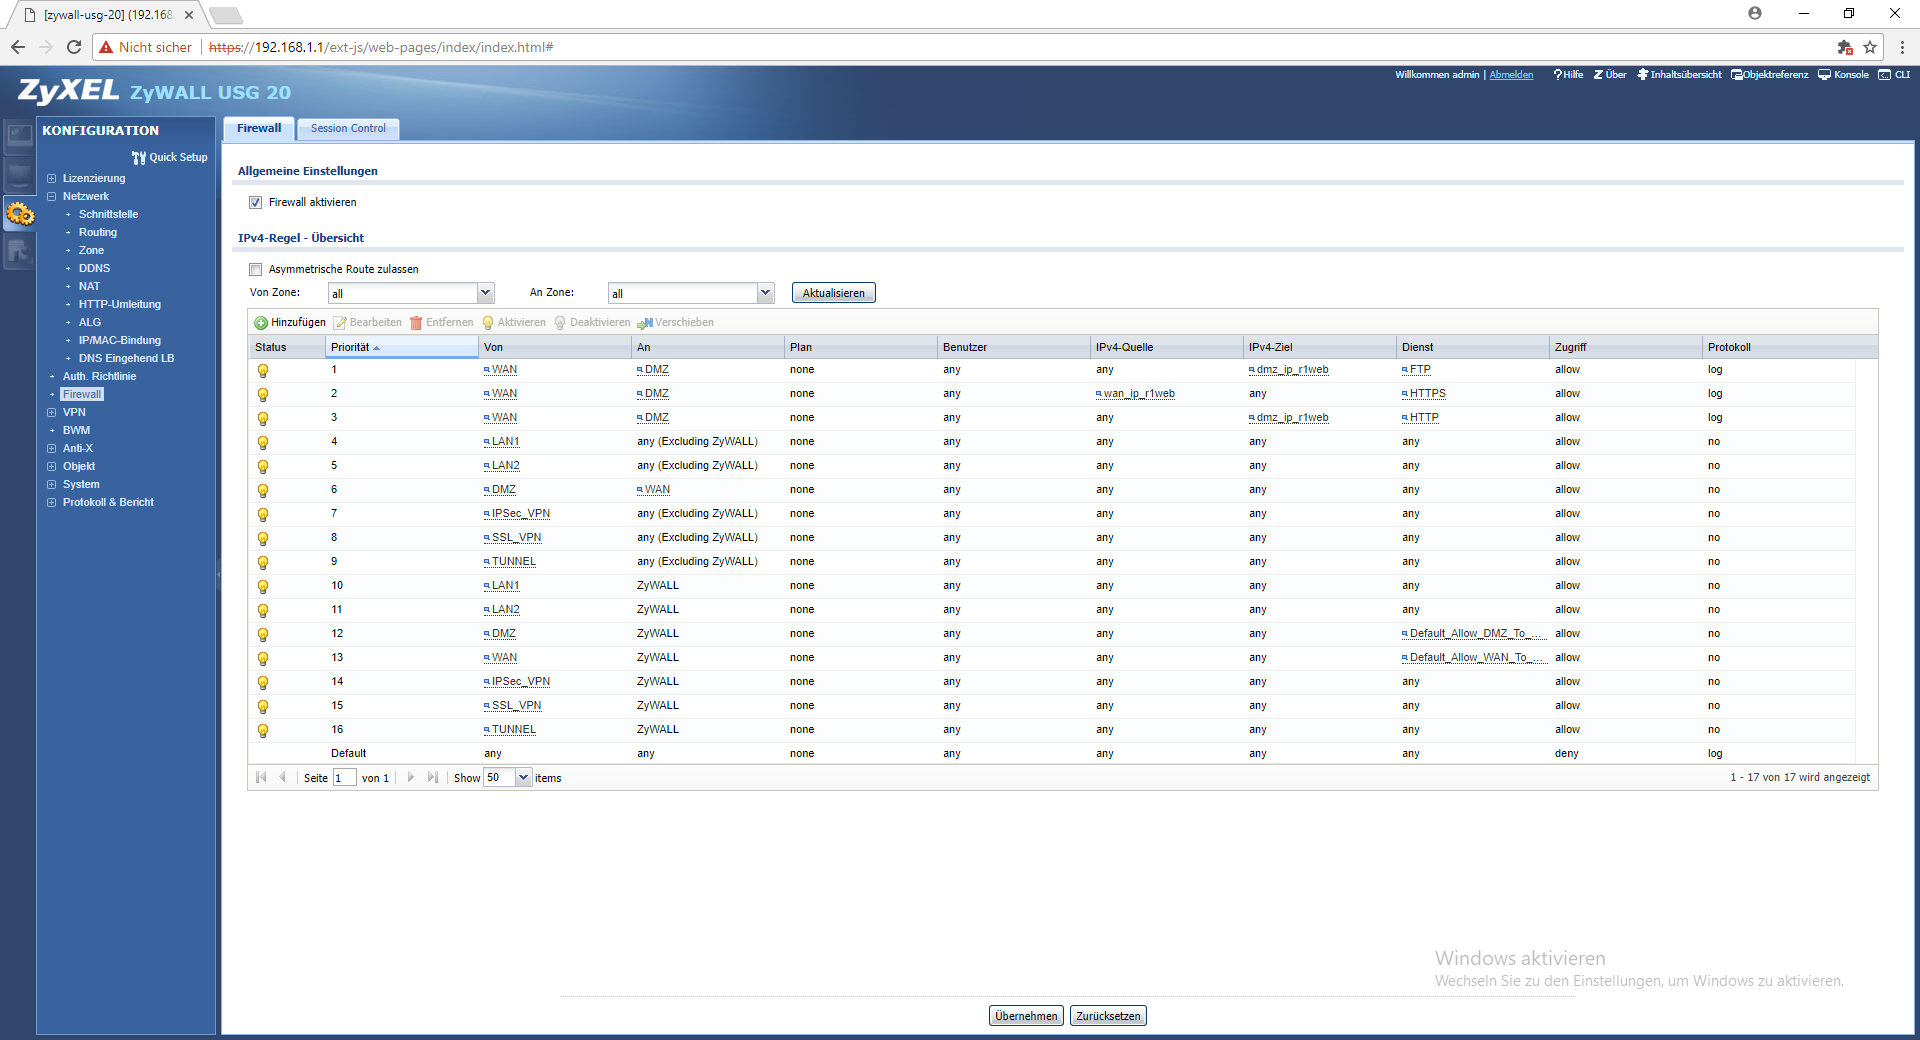 [zywall-usg-20] (192.168.
Nicht sicher | https://192.168.1.1/ext-js/web-pages/index/index.html#
ZyXEL ZyWALL USG 20
Willkommen admin | Abmelden ?Hilfe Z Über Inhaltsübersicht Objektreferenz Konsole CLI
KONFIGURATION
Quick Setup
Lizenzierung
Netzwerk
Schnittstelle
Routing
Zone
DDNS
NAT
HTTP-Umleitung
ALG
IP/MAC-Bindung
DNS Eingehend LB
Auth. Richtlinie
Firewall
VPN
BWM
Anti-X
Objekt
System
Protokoll & Bericht
Firewall Session Control
Allgemeine Einstellungen
Firewall aktivieren
IPv4-Regel - Übersicht
Asymmetrische Route zulassen
Von Zone: all An Zone: all Aktualisieren
Hinzufügen Bearbeiten Entfernen Aktivieren Deaktivieren Verschieben
Status Priorität Von An Plan Benutzer IPv4-Quelle IPv4-Ziel Dienst Zugriff Protokoll
1 WAN DMZ none any any dmz_ip_r1web FTP allow log
2 WAN DMZ none any wan_ip_r1web any HTTPS allow log
3 WAN DMZ none any any dmz_ip_r1web HTTP allow log
4 LAN1 any (Excluding ZyWALL) none any any any any allow no
5 LAN2 any (Excluding ZyWALL) none any any any any allow no
6 DMZ WAN none any any any any allow no
7 IPSec_VPN any (Excluding ZyWALL) none any any any any allow no
8 SSL_VPN any (Excluding ZyWALL) none any any any any allow no
9 TUNNEL any (Excluding ZyWALL) none any any any any allow no
10 LAN1 ZyWALL none any any any any allow no
11 LAN2 ZyWALL none any any any any allow no
12 DMZ ZyWALL none any any any Default_Allow_DMZ_To_... allow no
13 WAN ZyWALL none any any any Default_Allow_WAN_To_... allow no
14 IPSec_VPN ZyWALL none any any any any allow no
15 SSL_VPN ZyWALL none any any any any allow no
16 TUNNEL ZyWALL none any any any any allow no
Default any any none any any any any deny log
Seite 1 von 1 Show 50 items 1 - 17 von 17 wird angezeigt
Windows aktivieren
Wechseln Sie zu den Einstellungen, um Windows zu aktivieren.
Übernehmen Zurücksetzen